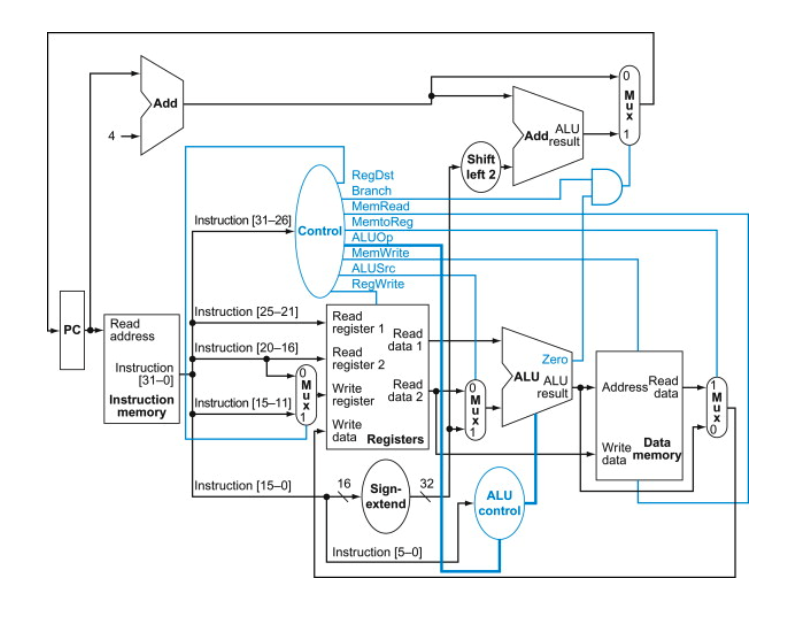 0
M
u
x
1
Add
4
Add
ALU
result
Shift
left 2
RegDst
Branch
MemRead
MemtoReg
ALUOp
MemWrite
ALUSrc
RegWrite
Control
Instruction [31–26]
Instruction [25–21]
Instruction [20–16]
Instruction [15–11]
Instruction [15–0]
Instruction [5–0]
PC
Read
address
Instruction
[31–0]
Instruction
memory
0
M
u
x
1
Read
register 1
Read
register 2
Write
register
Write
data
Read
data 1
Read
data 2
Registers
0
M
u
x
1
Zero
ALU
ALU
result
Address
Read
data
Write
data
Data
memory
1
M
u
x
0
16
Sign-
extend
32
ALU
control